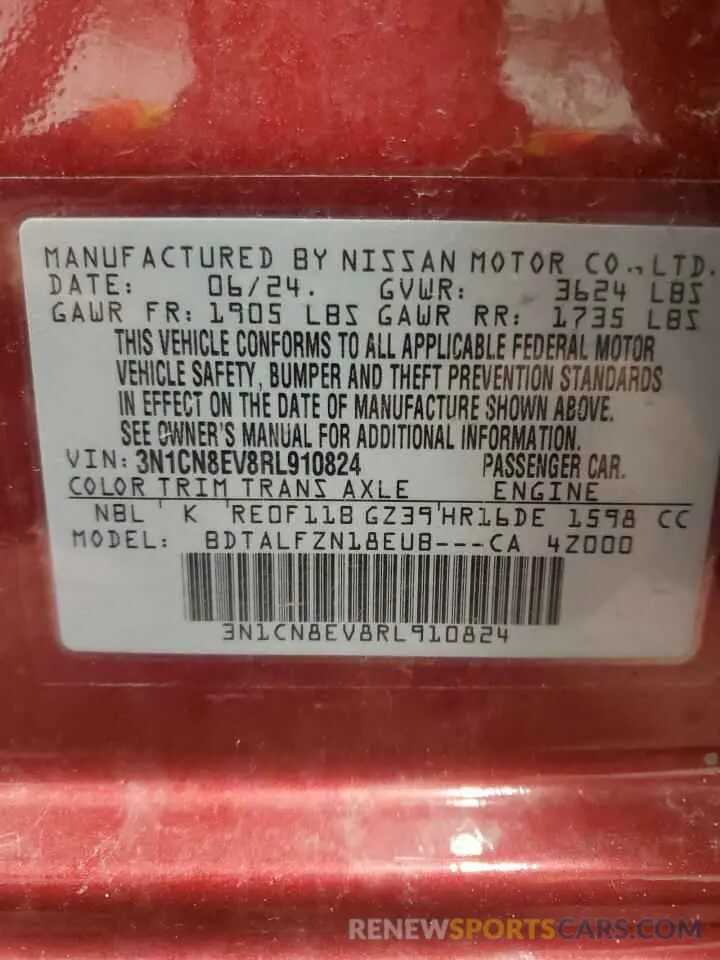 MANUFACTURED BY NISSAN MOTOR CO., LTD.
DATE: 06/24. GVWR: 3624 LBS
GAWR FR: 1905 LBS GAWR RR: 1735 LBS
THIS VEHICLE CONFORMS TO ALL APPLICABLE FEDERAL MOTOR
VEHICLE SAFETY, BUMPER AND THEFT PREVENTION STANDARDS
IN EFFECT ON THE DATE OF MANUFACTURE SHOWN ABOVE.
SEE OWNER'S MANUAL FOR ADDITIONAL INFORMATION.
VIN: 3N1CN8EV8RL910824 PASSENGER CAR.
COLOR TRIM TRANS AXLE ENGINE
NBL ' K 'RE0F11B GZ39'HR16DE 1598 CC
MODEL: BDTALFZN18EUB---CA 4Z000
3N1CN8EV8RL910824
RENEWSPORTSCARS.COM